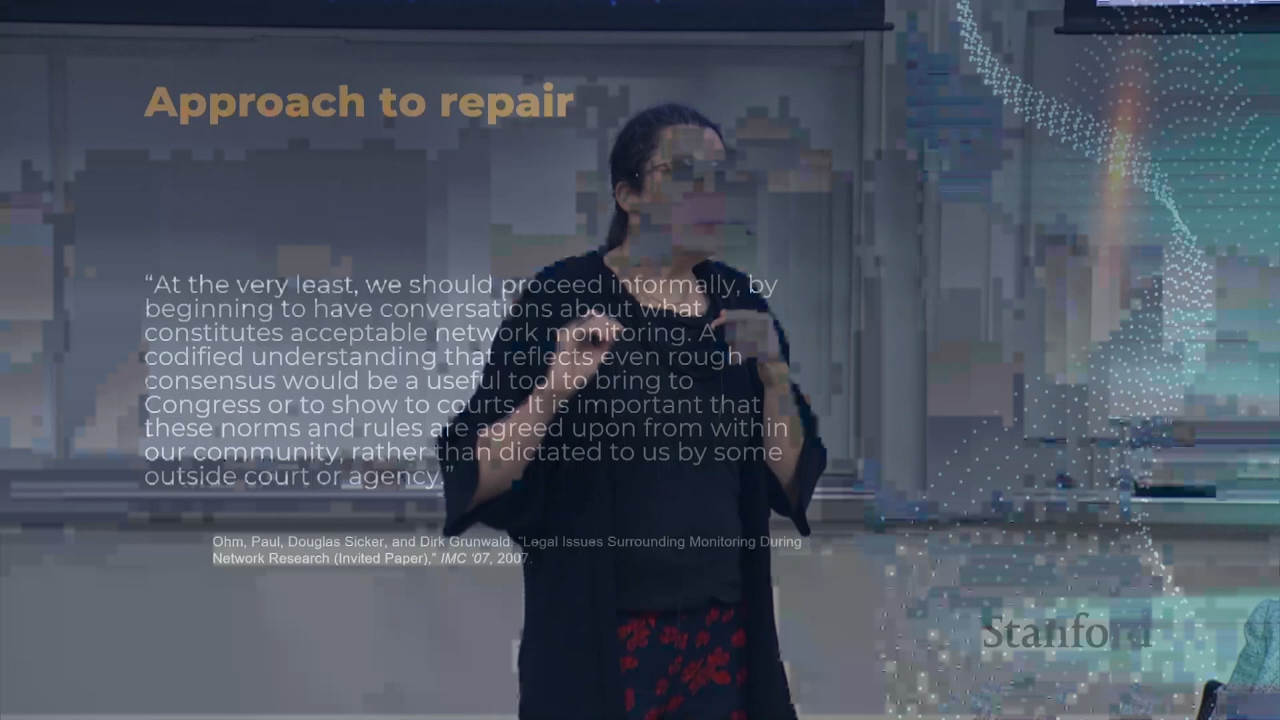 Approach to repair
“At the very least, we should proceed informally, by
beginning to have conversations about what
constitutes acceptable network monitoring. A
codified understanding that reflects even rough
consensus would be a useful tool to bring to
Congress or to show to courts. It is important that
these norms and rules are agreed upon from within
our community, rather than dictated to us by some
outside court or agency.”
Ohm, Paul, Douglas Sicker, and Dirk Grunwald. “Legal Issues Surrounding Monitoring During
Network Research (Invited Paper),” IMC ‘07, 2007.
Stanford